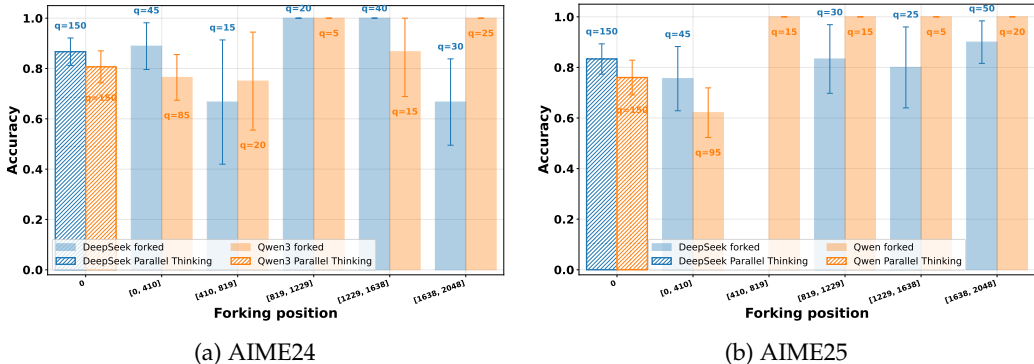 q=150
q=45
q=15
q=20
q=40
q=30
q=150
q=85
q=20
q=5
q=15
q=25
1.0
0.8
0.6
0.4
0.2
0.0
Accuracy
DeepSeek forked
DeepSeek Parallel Thinking
Qwen3 forked
Qwen3 Parallel Thinking
0
[0, 410]
[410, 819]
[819, 1229]
[1229, 1638]
[1638, 2048]
Forking position
(a) AIME24
q=150
q=45
q=30
q=25
q=50
q=150
q=95
q=15
q=15
q=5
q=20
1.0
0.8
0.6
0.4
0.2
0.0
Accuracy
DeepSeek forked
DeepSeek Parallel Thinking
Qwen forked
Qwen Parallel Thinking
0
[0, 410]
[410, 819]
[819, 1229]
[1229, 1638]
[1638, 2048]
Forking position
(b) AIME25